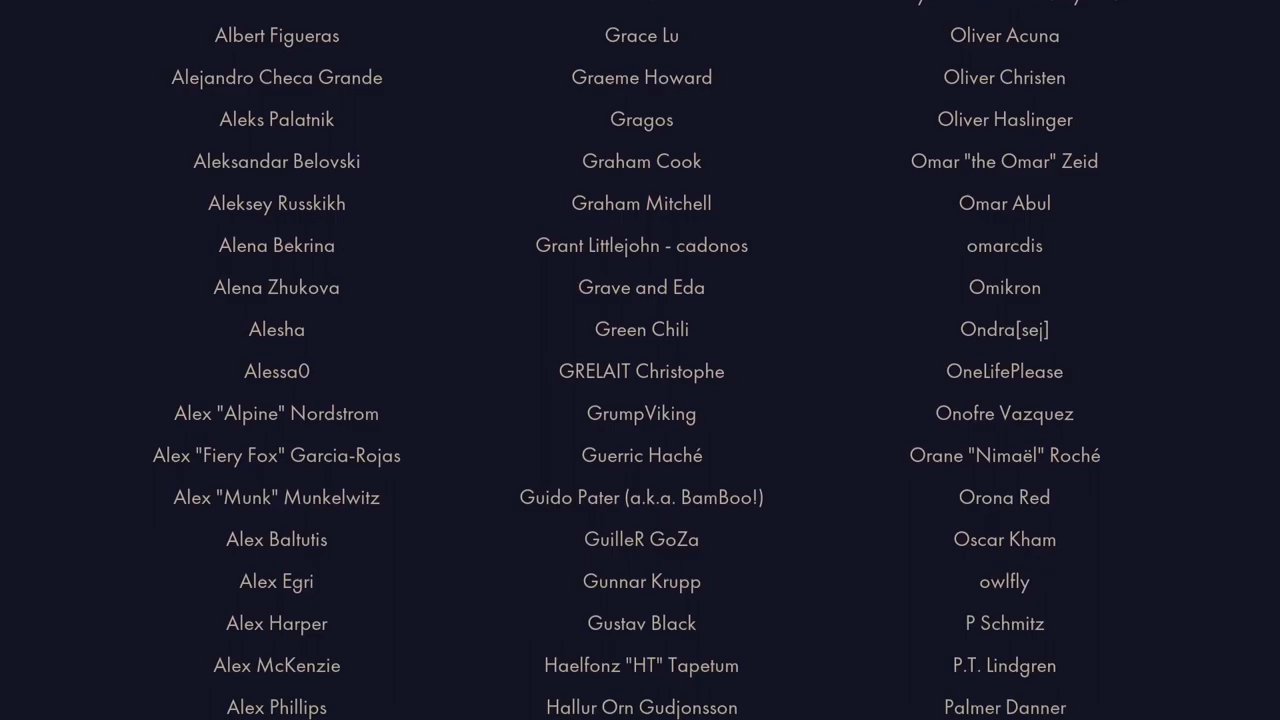 Albert Figueras
Alejandro Checa Grande
Aleks Palatnik
Aleksandar Belovski
Aleksey Russkikh
Alena Bekrina
Alena Zhukova
Alesha
Alessa0
Alex "Alpine" Nordstrom
Alex "Fiery Fox" Garcia-Rojas
Alex "Munk" Munkelwitz
Alex Baltutis
Alex Egri
Alex Harper
Alex McKenzie
Alex Phillips
Grace Lu
Graeme Howard
Gragos
Graham Cook
Graham Mitchell
Grant Littlejohn - cadonos
Grave and Eda
Green Chili
GRELAIT Christophe
GrumpViking
Guerric Haché
Guido Pater (a.k.a. BamBoo!)
GuilleR GoZa
Gunnar Krupp
Gustav Black
Haelfonz "HT" Tapetum
Hallur Orn Gudjonsson
Oliver Acuna
Oliver Christen
Oliver Haslinger
Omar "the Omar" Zeid
Omar Abul
omarcdis
Omikron
Ondra[sej]
OneLifePlease
Onofre Vazquez
Orane "Nimaël" Roché
Orona Red
Oscar Kham
owlfly
P Schmitz
P.T. Lindgren
Palmer Danner